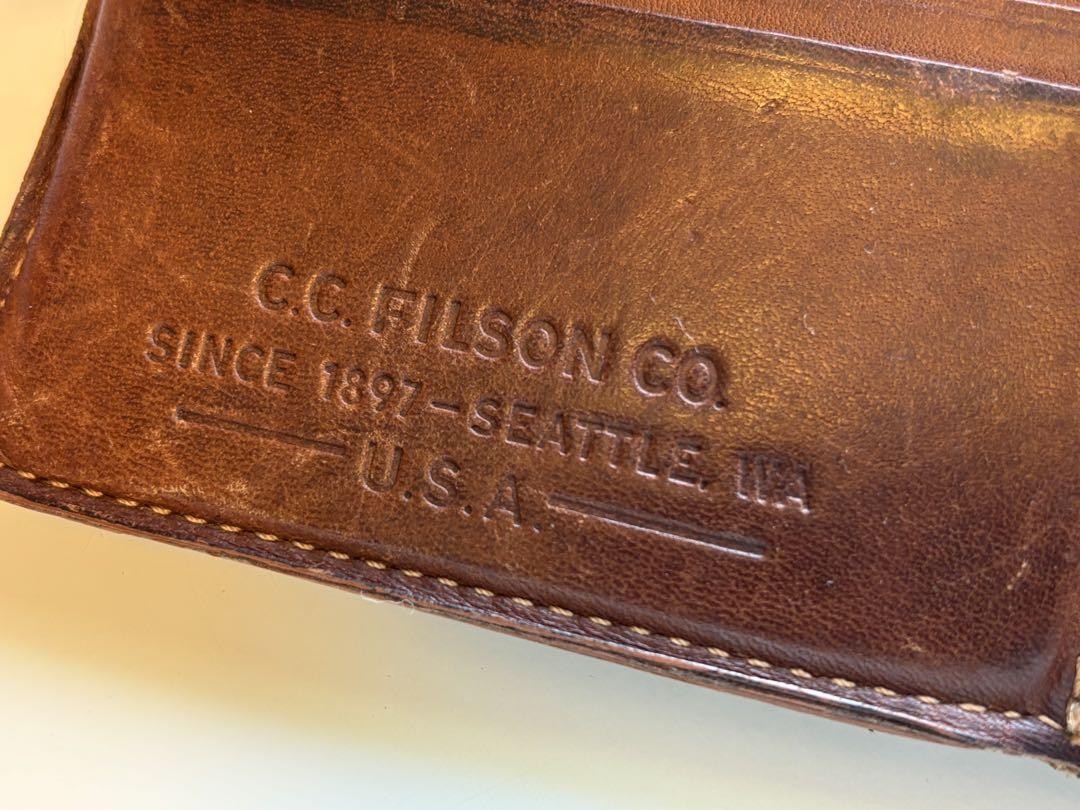 C.C. FILSON CO.
SINCE 1897–SEATTLE, WA
U.S.A.